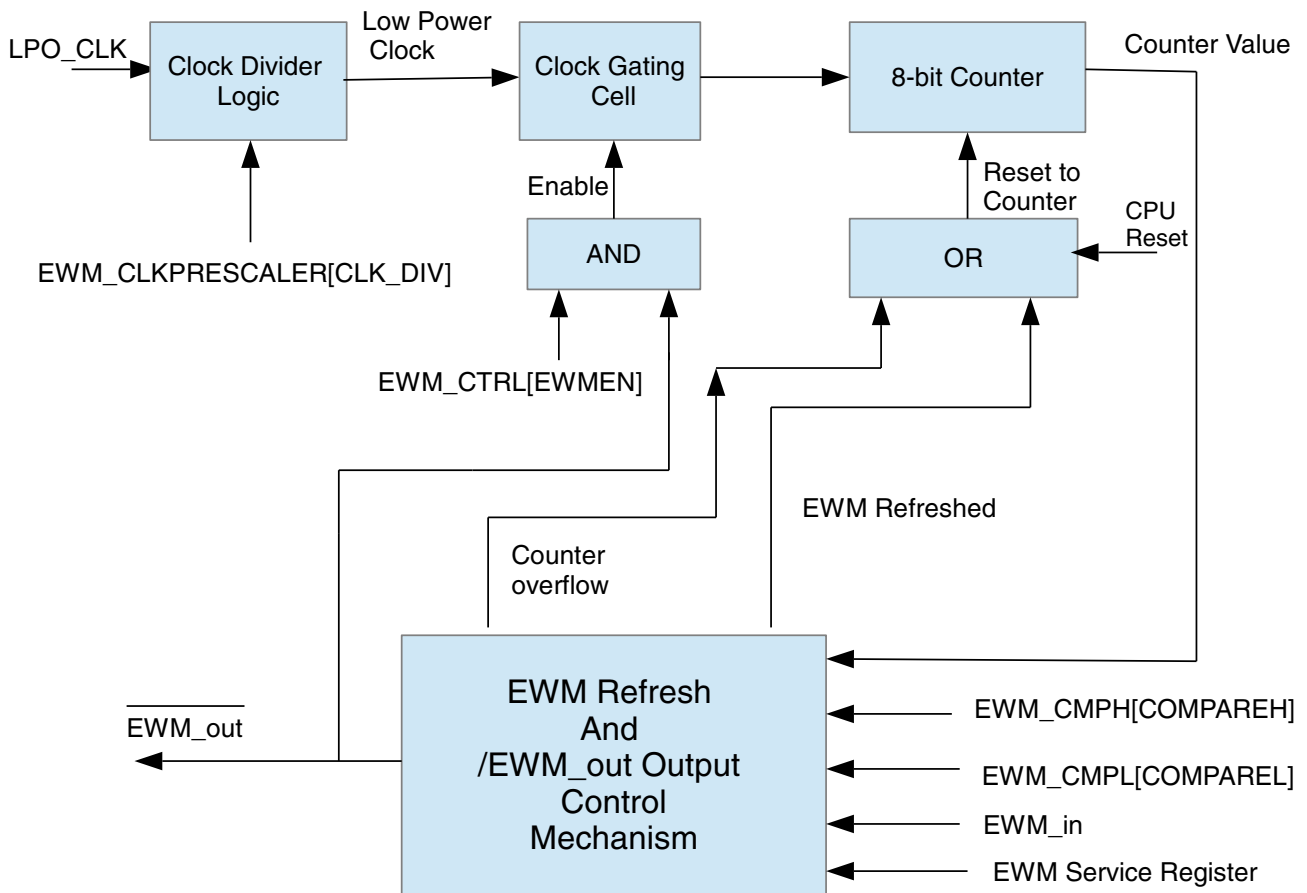 LPO_CLK
Clock Divider
Logic
Low Power
Clock
Clock Gating
Cell
8-bit Counter
Counter Value
Enable
Reset to
Counter
CPU
Reset
AND
OR
EWM_CLKPRESCALER[CLK_DIV]
EWM_CTRL[EWMEN]
EWM Refreshed
Counter
overflow
EWM_out
EWM Refresh
And
/EWM_out Output
Control
Mechanism
EWM_CMPH[COMPAREH]
EWM_CMPL[COMPAREL]
EWM_in
EWM Service Register